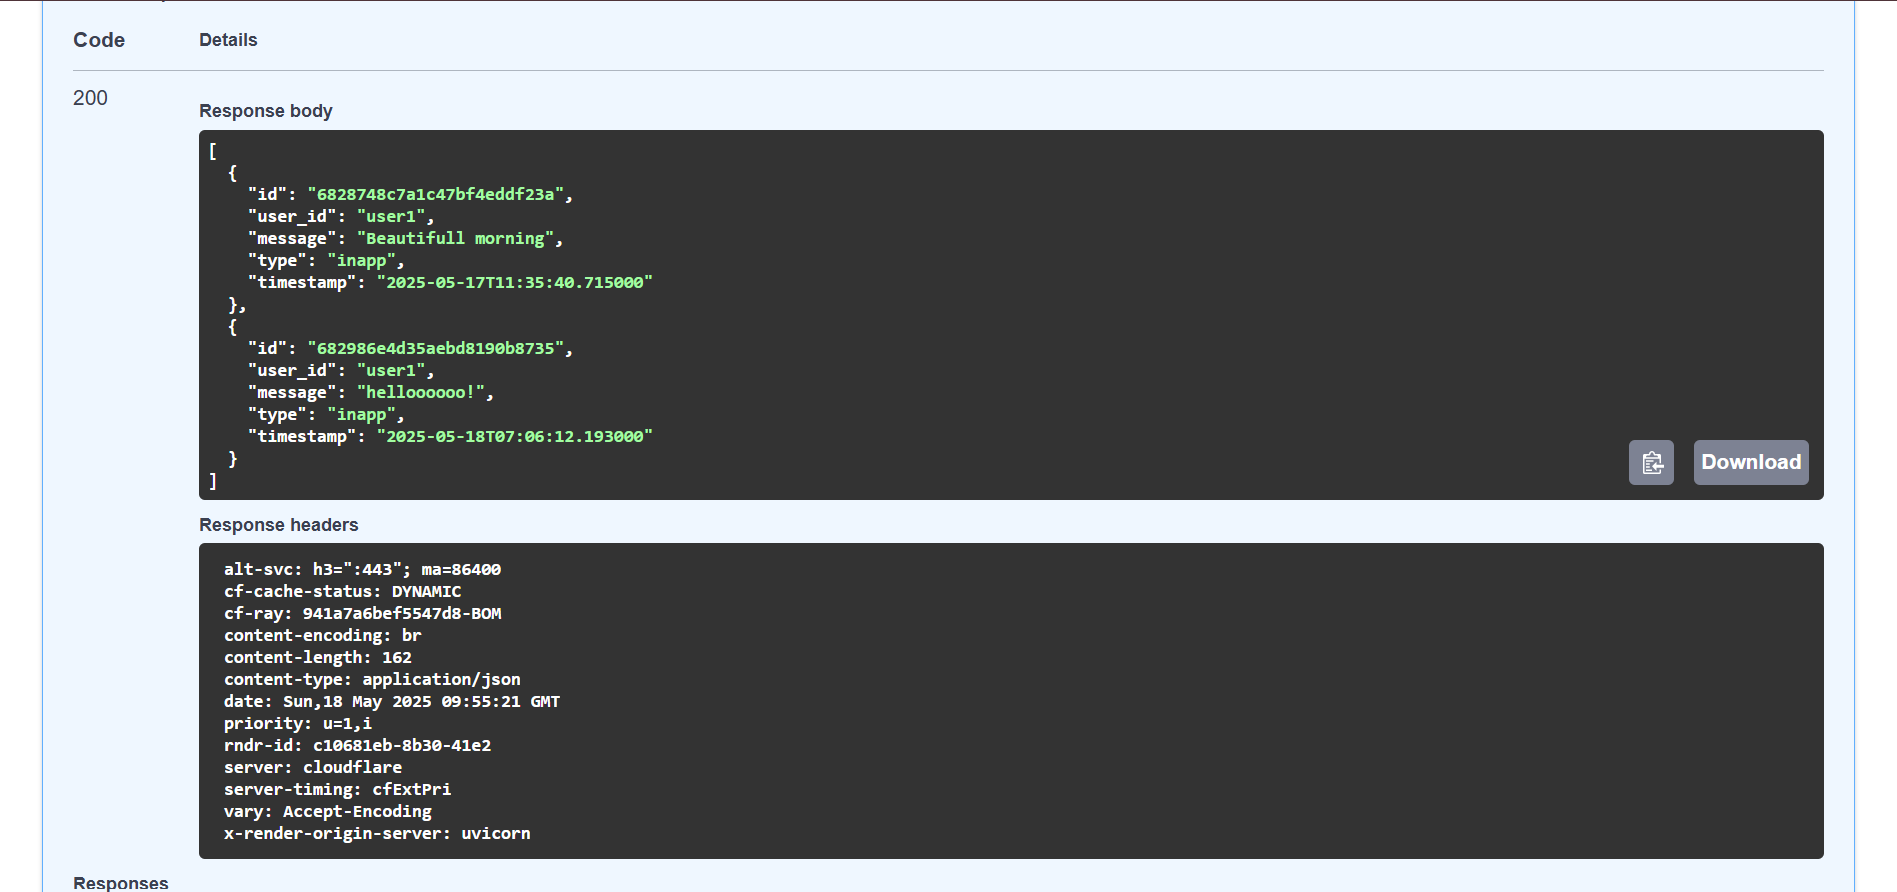 Code Details
200
Response body
[
{
"id": "6828748c7a1c47bf4eddf23a",
"user_id": "user1",
"message": "Beautifull morning",
"type": "inapp",
"timestamp": "2025-05-17T11:35:40.715000"
},
{
"id": "682986e4d35aebd8190b8735",
"user_id": "user1",
"message": "helloooooo!",
"type": "inapp",
"timestamp": "2025-05-18T07:06:12.193000"
}
]
Download
Response headers
alt-svc: h3=":443"; ma=86400
cf-cache-status: DYNAMIC
cf-ray: 941a7a6bef5547d8-BOM
content-encoding: br
content-length: 162
content-type: application/json
date: Sun,18 May 2025 09:55:21 GMT
priority: u=1,i
rndr-id: c10681eb-8b30-41e2
server: cloudflare
server-timing: cfExtPri
vary: Accept-Encoding
x-render-origin-server: uvicorn
Responses